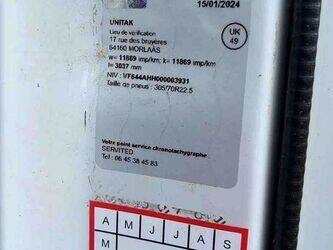 15/01/2024
UNITAK
Lieu de vérification
17 rue des bruyères
64160 MORLAAS
w= 11869 imp/km; k= 11869 imp/km
l= 3037 mm
NIV : VF644AHH000003931
Taille de pneus : 365/70R22.5
UK
49
Votre point service chronotachygraphe
SERVITED
Tel : 06 45 38 45 83
A M J J A S
M